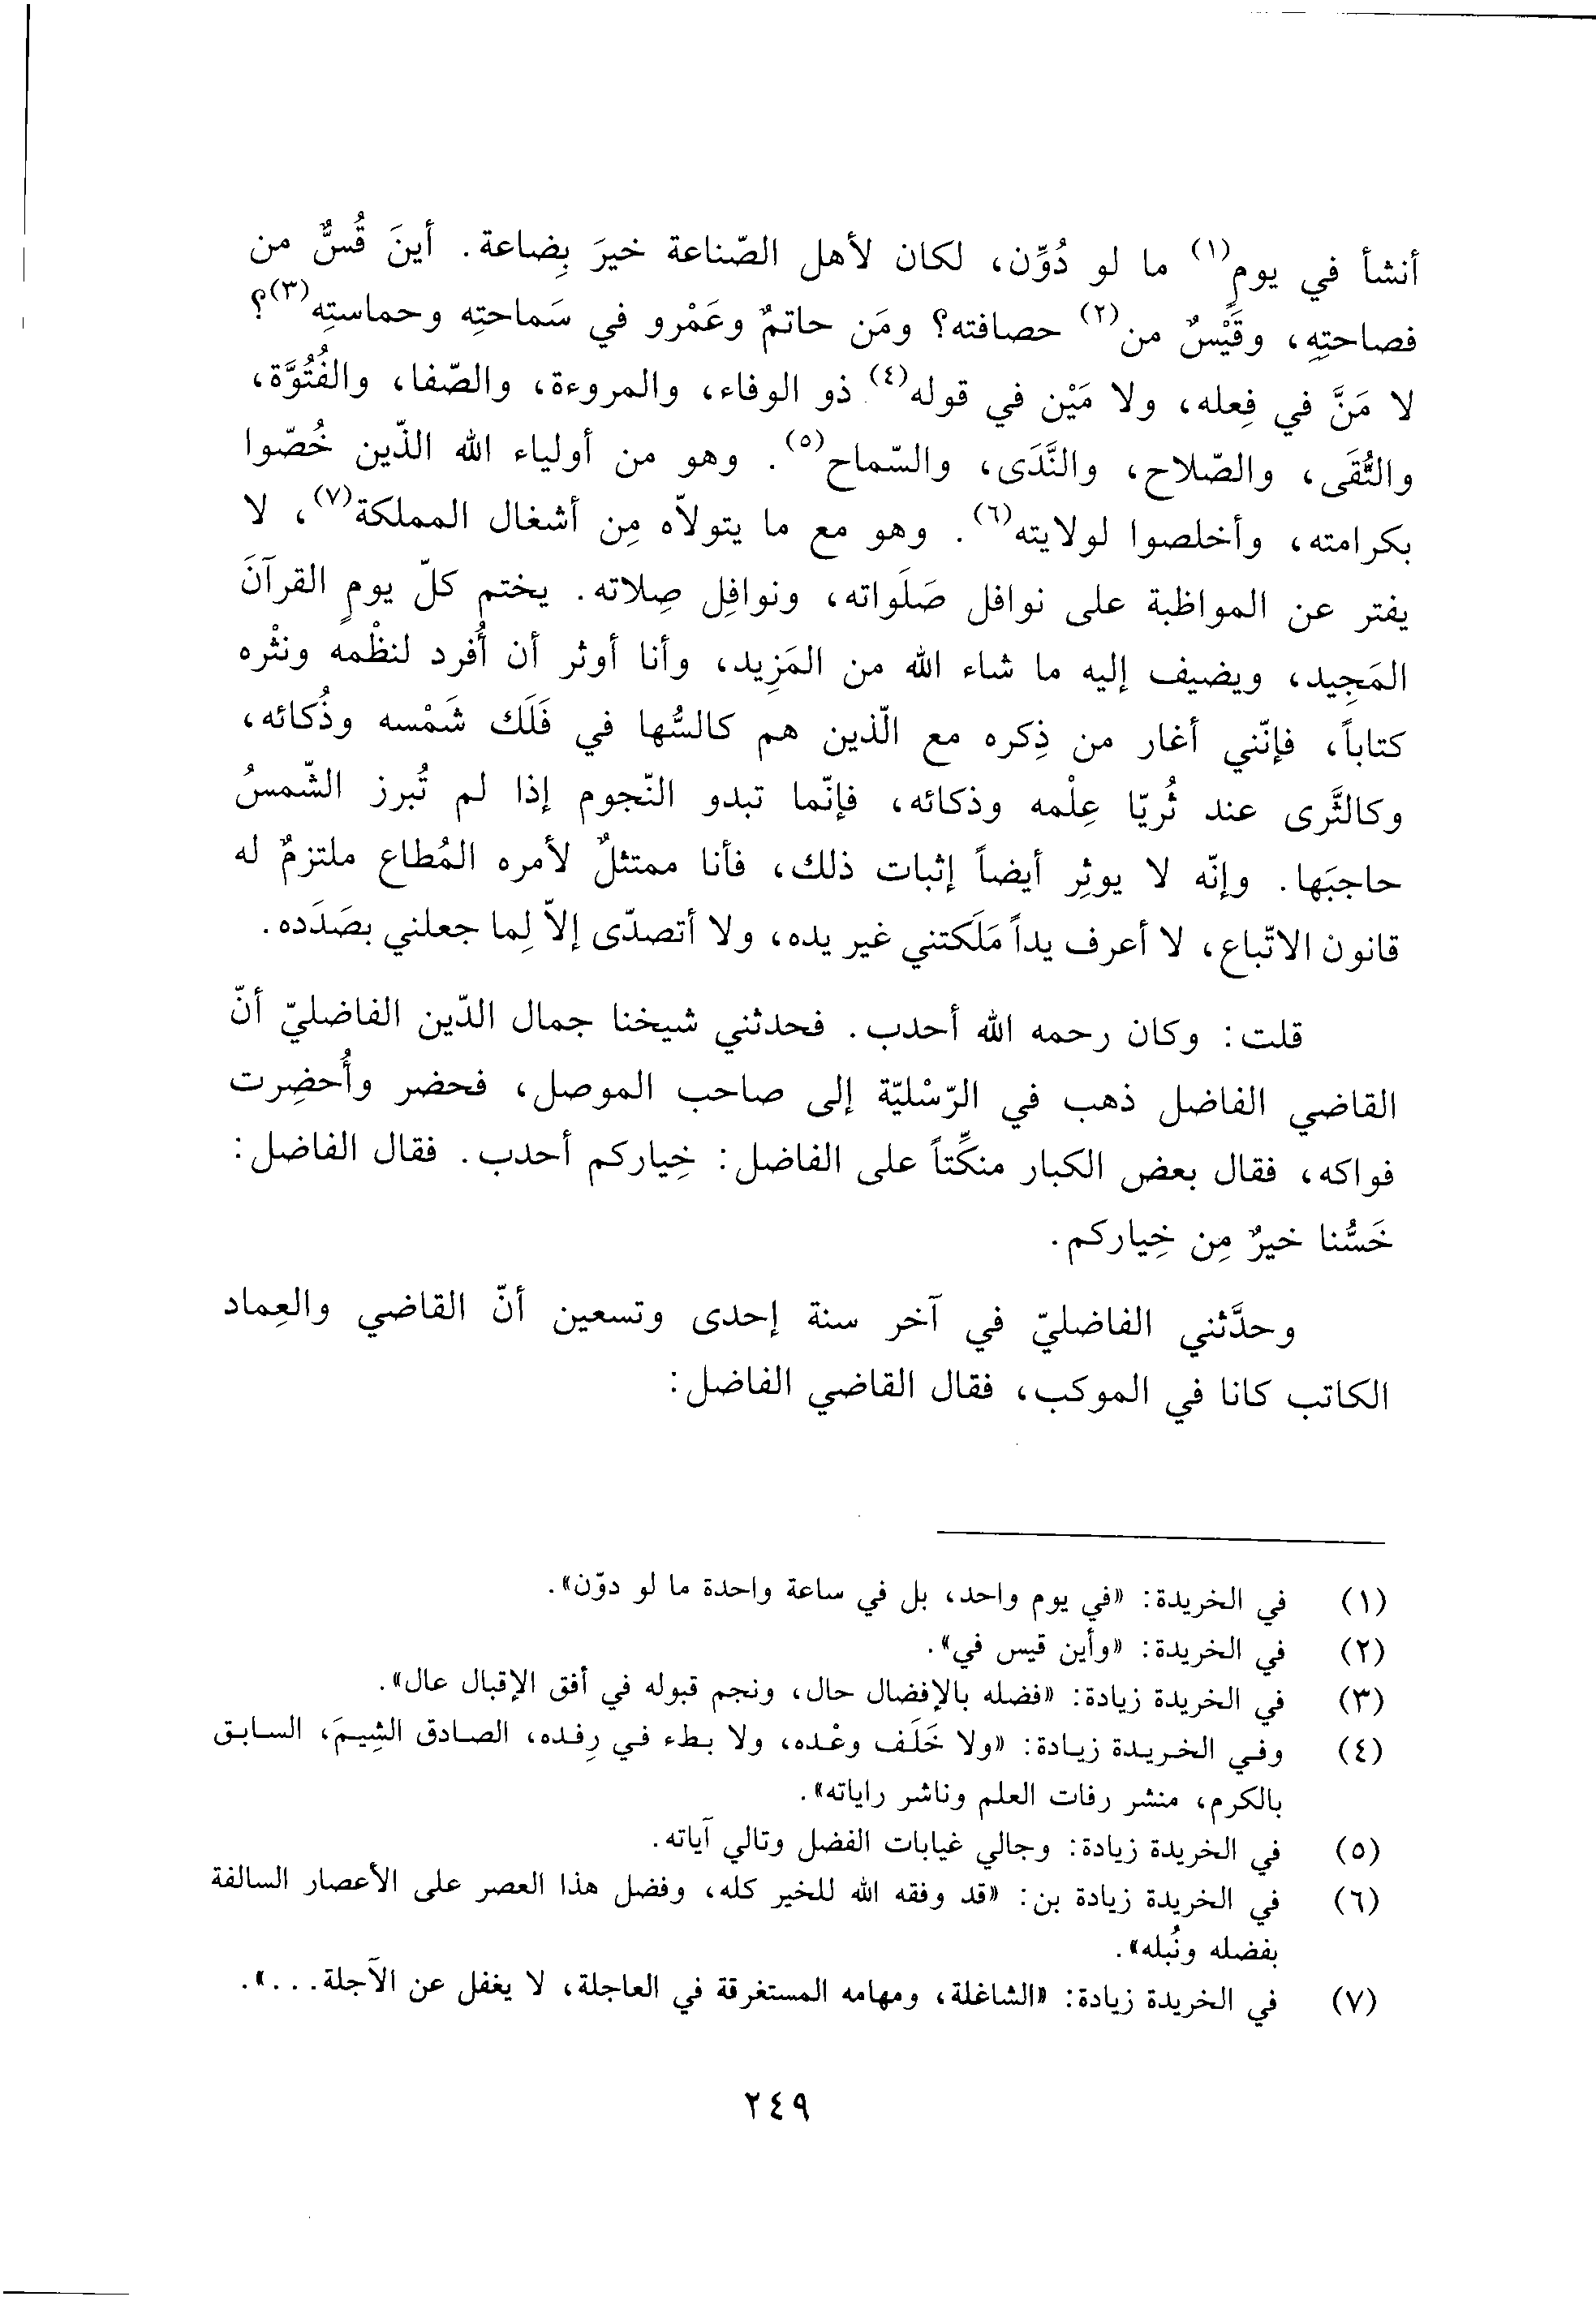 أنشأ في يومٍ(١) ما لو دُوِّن، لكان لأهل الصّناعة خيرَ بِضاعة. أينَ قُسٌّ من
فصاحتِهِ، وقَيْسٌ من(٢) حصافته؟ ومَن حاتمٌ وعَمْرو في سَماحتِه وحماستِه(٣)؟
لا مَنَّ في فِعله، ولا مَيْن في قوله(٤) ذو الوفاء، والمروءة، والصّفا، والفُتُوَّة،
والتُّقَى، والصّلاح، والنَّدَى، والسّماح(٥). وهو من أولياء الله الذّين خُصّوا
بكرامته، وأخلصوا لولايته(٦). وهو مع ما يتولاّه مِن أشغال المملكة(٧)، لا
يفتر عن المواظبة على نوافل صَلَواته، ونوافِل صِلاته. يختم كلّ يومٍ القرآنَ
المَجِيد، ويضيف إليه ما شاء الله من المَزِيد، وأنا أوثر أن أُفرد لنظْمه ونثْره
كتاباً، فإنّني أغار من ذِكره مع الّذين هم كالسُّها في فَلَك شَمْسه وذُكائه،
وكالثَّرى عند ثُريّا عِلْمه وذكائه، فإنّما تبدو النّجوم إذا لم تُبرز الشّمسُ
حاجبَها. وإنّه لا يوثِر أيضاً إثبات ذلك، فأنا ممتثلٌ لأمره المُطاع ملتزمٌ له
قانون الاتّباع، لا أعرف يداً مَلَكتني غير يده، ولا أتصدّى إلاّ لِما جعلني بصَدَده.
قلت: وكان رحمه الله أحدب. فحدثني شيخنا جمال الدّين الفاضليّ أنّ
القاضي الفاضل ذهب في الرّسْليّة إلى صاحب الموصل، فحضر وأُحضِرت
فواكه، فقال بعض الكبار منكِّتاً على الفاضل: خِياركم أحدب. فقال الفاضل:
خَسُّنا خيرٌ مِن خِياركم.
وحدَّثني الفاضليّ في آخر سنة إحدى وتسعين أنّ القاضي والعِماد
الكاتب كانا في الموكب، فقال القاضي الفاضل:
(١) في الخريدة: «في يوم واحد، بل في ساعة واحدة ما لو دوّن».
(٢) في الخريدة: «وأين قيس في».
(٣) في الخريدة زيادة: «فضله بالإفضال حال، ونجم قبوله في أفق الإقبال عال».
(٤) وفي الخريدة زيادة: «ولا خَلَف وعْده، ولا بطء في رِفده، الصادق الشِيمَ، السابق
بالكرم، منشر رفات العلم وناشر راياته».
(٥) في الخريدة زيادة: وجالي غيابات الفضل وتالي آياته.
(٦) في الخريدة زيادة بن: «قد وفقه الله للخير كله، وفضل هذا العصر على الأعصار السالفة
بفضله ونُبله».
(٧) في الخريدة زيادة: «الشاغلة، ومهامه المستغرقة في العاجلة، لا يغفل عن الآجلة...».
٢٤٩